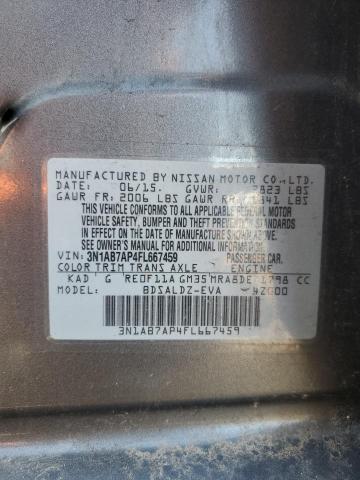 MANUFACTURED BY NISSAN MOTOR CO., LTD.
DATE: 06/15. GVWR: 3823 LBS
GAWR FR: 2006 LBS GAWR RR: 1841 LBS
THIS VEHICLE CONFORMS TO ALL APPLICABLE FEDERAL MOTOR
VEHICLE SAFETY, BUMPER, AND THEFT PREVENTION STANDARDS
IN EFFECT ON THE DATE OF MANUFACTURE SHOWN ABOVE.
SEE OWNER'S MANUAL OR DOOR LABEL
VIN: 3N1AB7AP4FL667459 PASSENGER CAR.
COLOR TRIM TRANS AXLE ENGINE
KAD G RE0F11A GM35 MRA8DE 1798 CC
MODEL BDSALDZ-EVA
3N1AB7AP4FL667459